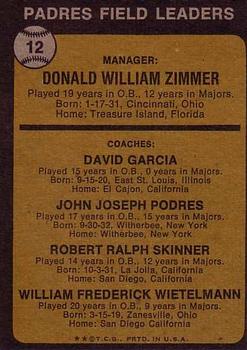 PADRES FIELD LEADERS
12
MANAGER:
DONALD WILLIAM ZIMMER
Played 19 years in O.B., 12 years in Majors.
Born: 1-17-31, Cincinnati, Ohio
Home: Treasure Island, Florida
COACHES:
DAVID GARCIA
Played 15 years in O.B., 0 years in Majors.
Born: 9-15-20, East St. Louis, Illinois
Home: El Cajon, California
JOHN JOSEPH PODRES
Played 17 years in O.B., 15 years in Majors.
Born: 9-30-32, Witherbee, New York
Home: Witherbee, New York
ROBERT RALPH SKINNER
Played 14 years in O.B., 12 years in Majors.
Born: 10-3-31, La Jolla, California
Home: San Diego, California
WILLIAM FREDERICK WIETELMANN
Played 20 years in O.B., 9 years in Majors.
Born: 3-15-19, Zanesville, Ohio
Home: San Diego California
★★©T.C.G., PRTD. IN U.S.A.